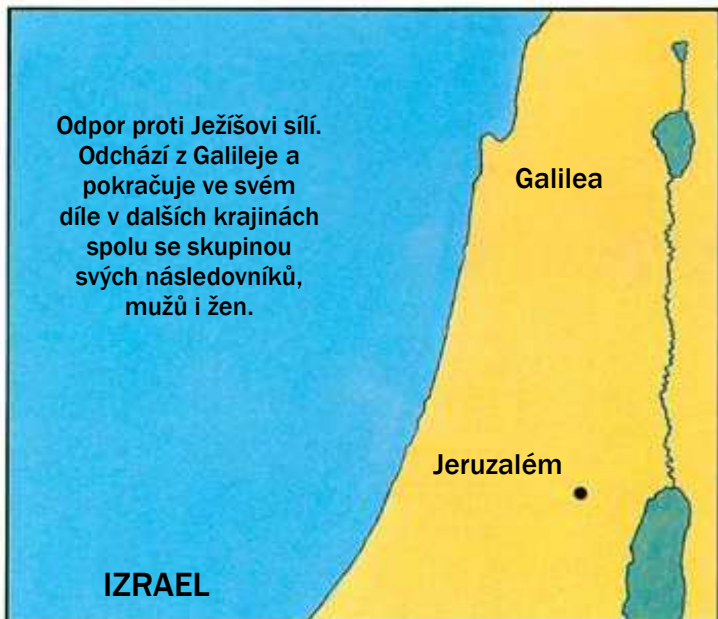 Odpor proti Ježíšovi sílí.
Odchází z Galileje a
pokračuje ve svém
díle v dalších krajinách
spolu se skupinou
svých následovníků,
mužů i žen.
Galilea
Jeruzalém
IZRAEL